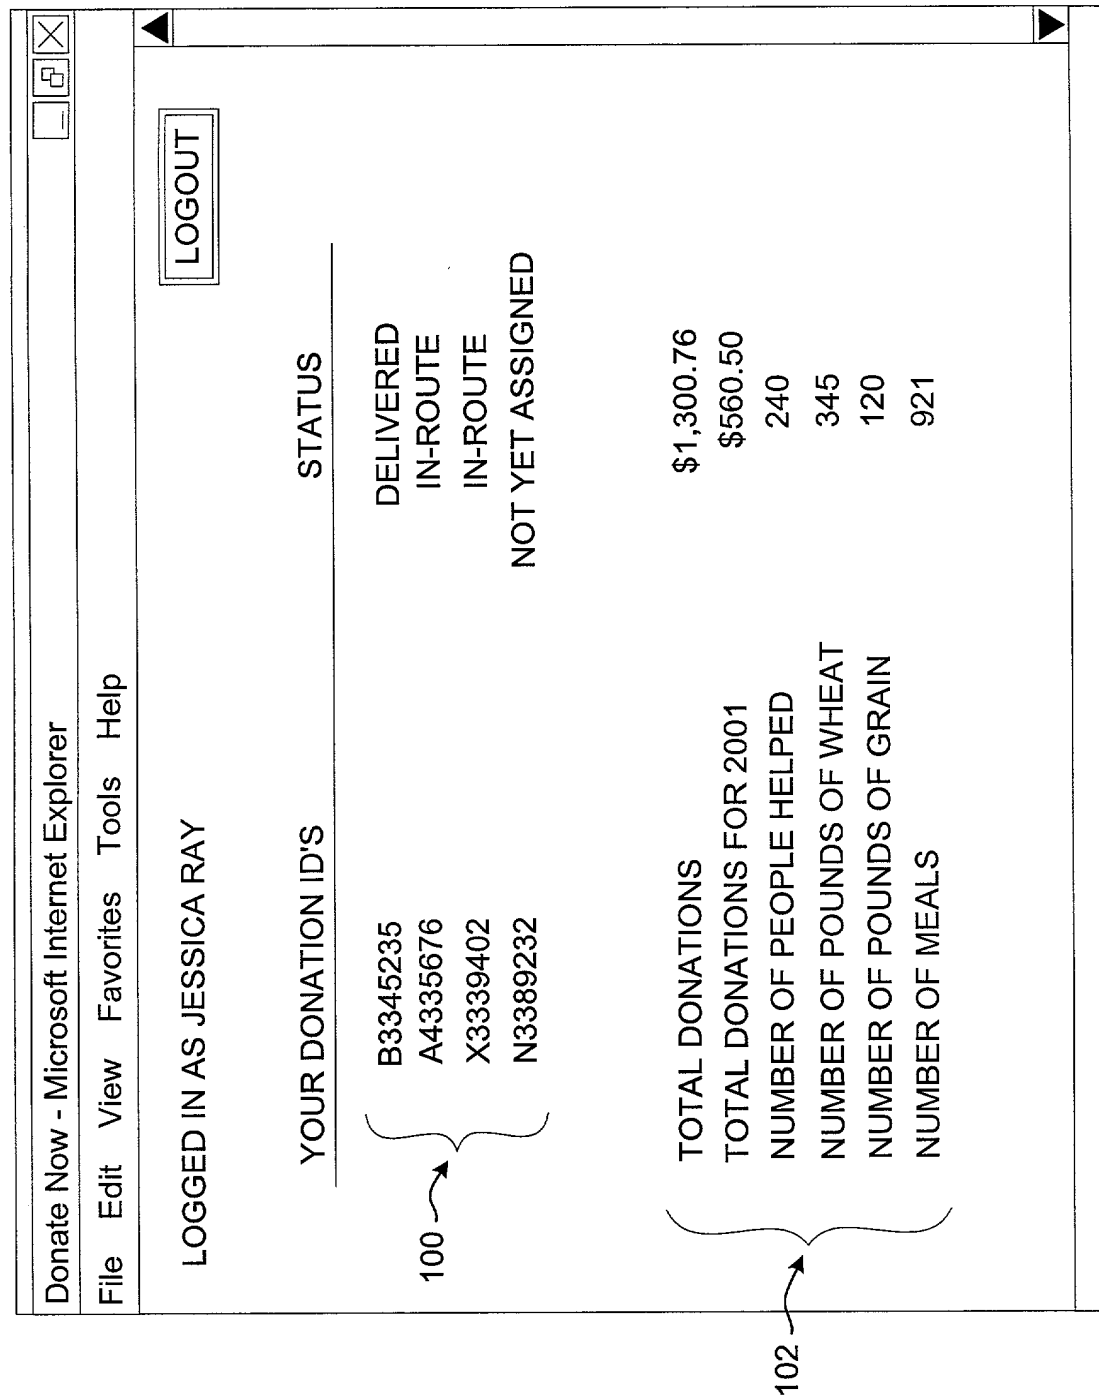 Donate Now - Microsoft Internet Explorer
File Edit View Favorites Tools Help
LOGGED IN AS JESSICA RAY
LOGOUT
YOUR DONATION ID'S STATUS
B3345235 DELIVERED
A4335676 IN-ROUTE
X3339402 IN-ROUTE
N3389232 NOT YET ASSIGNED
100
TOTAL DONATIONS $1,300.76
TOTAL DONATIONS FOR 2001 $560.50
NUMBER OF PEOPLE HELPED 240
NUMBER OF POUNDS OF WHEAT 345
NUMBER OF POUNDS OF GRAIN 120
NUMBER OF MEALS 921
102